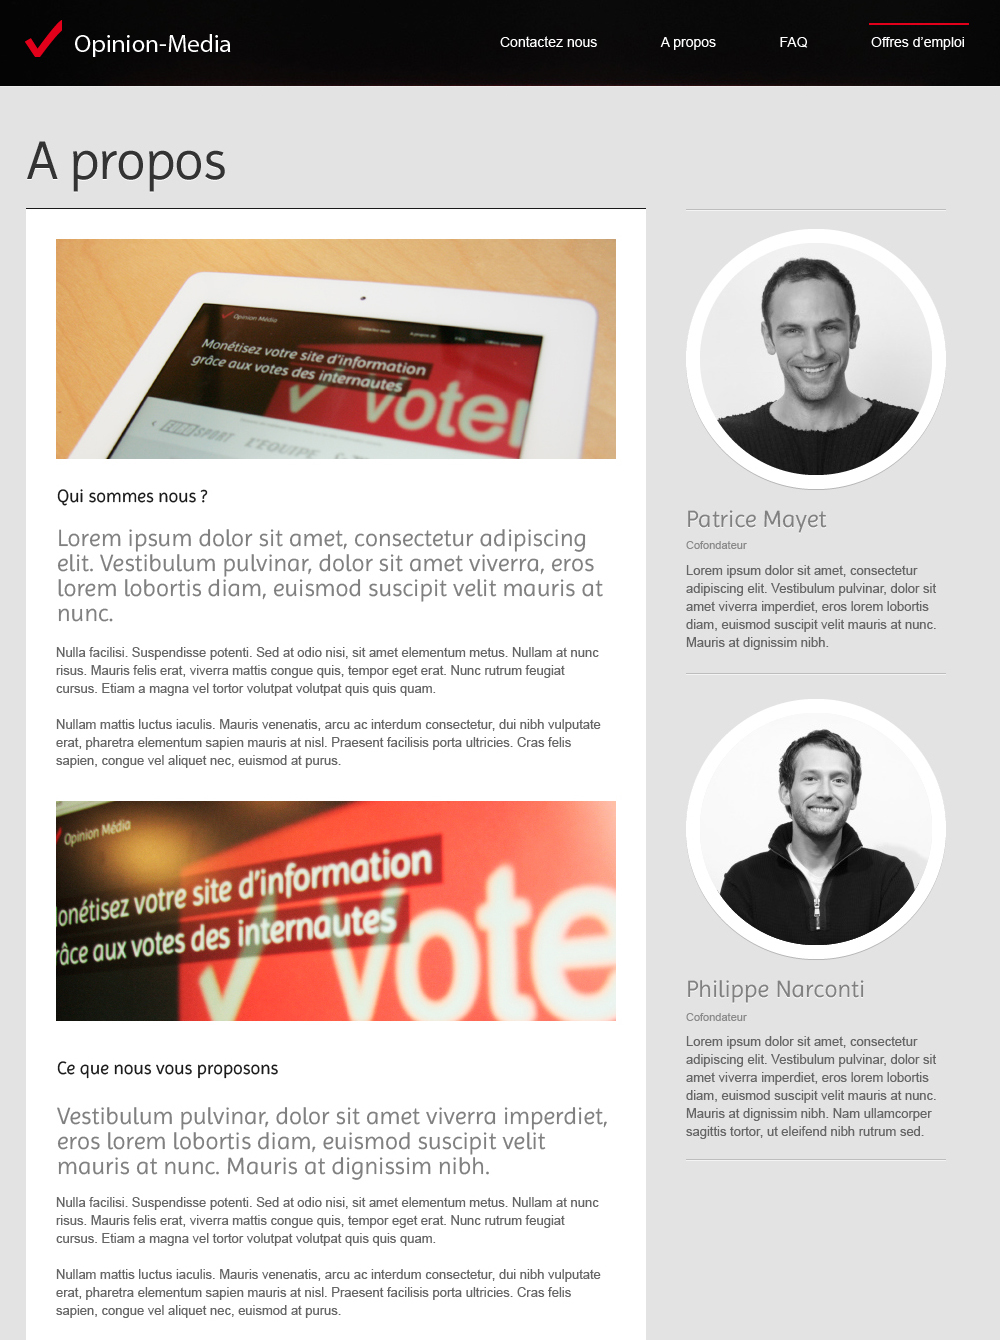 Opinion-Media
Contactez nous
A propos
FAQ
Offres d'emploi
A propos
Opinion Média
Monétisez votre site d'information
grâce aux votes des internautes
voter
SPORT
L'EQUIPE
Qui sommes nous ?
Lorem ipsum dolor sit amet, consectetur adipiscing
elit. Vestibulum pulvinar, dolor sit amet viverra, eros
lorem lobortis diam, euismod suscipit velit mauris at
nunc.
Nulla facilisi. Suspendisse potenti. Sed at odio nisi, sit amet elementum metus. Nullam at nunc
risus. Mauris felis erat, viverra mattis congue quis, tempor eget erat. Nunc rutrum feugiat
cursus. Etiam a magna vel tortor volutpat volutpat quis quis quam.
Nullam mattis luctus iaculis. Mauris venenatis, arcu ac interdum consectetur, dui nibh vulputate
erat, pharetra elementum sapien mauris at nisl. Praesent facilisis porta ultricies. Cras felis
sapien, congue vel aliquet nec, euismod at purus.
Opinion Média
onétisez votre site d'information
râce aux votes des internautes
vote
Ce que nous vous proposons
Vestibulum pulvinar, dolor sit amet viverra imperdiet,
eros lorem lobortis diam, euismod suscipit velit
mauris at nunc. Mauris at dignissim nibh.
Nulla facilisi. Suspendisse potenti. Sed at odio nisi, sit amet elementum metus. Nullam at nunc
risus. Mauris felis erat, viverra mattis congue quis, tempor eget erat. Nunc rutrum feugiat
cursus. Etiam a magna vel tortor volutpat volutpat quis quis quam.
Nullam mattis luctus iaculis. Mauris venenatis, arcu ac interdum consectetur, dui nibh vulputate
erat, pharetra elementum sapien mauris at nisl. Praesent facilisis porta ultricies. Cras felis
sapien, congue vel aliquet nec, euismod at purus.
Patrice Mayet
Cofondateur
Lorem ipsum dolor sit amet, consectetur
adipiscing elit. Vestibulum pulvinar, dolor sit
amet viverra imperdiet, eros lorem lobortis
diam, euismod suscipit velit mauris at nunc.
Mauris at dignissim nibh.
Philippe Narconti
Cofondateur
Lorem ipsum dolor sit amet, consectetur
adipiscing elit. Vestibulum pulvinar, dolor sit
amet viverra imperdiet, eros lorem lobortis
diam, euismod suscipit velit mauris at nunc.
Mauris at dignissim nibh. Nam ullamcorper
sagittis tortor, ut eleifend nibh rutrum sed.